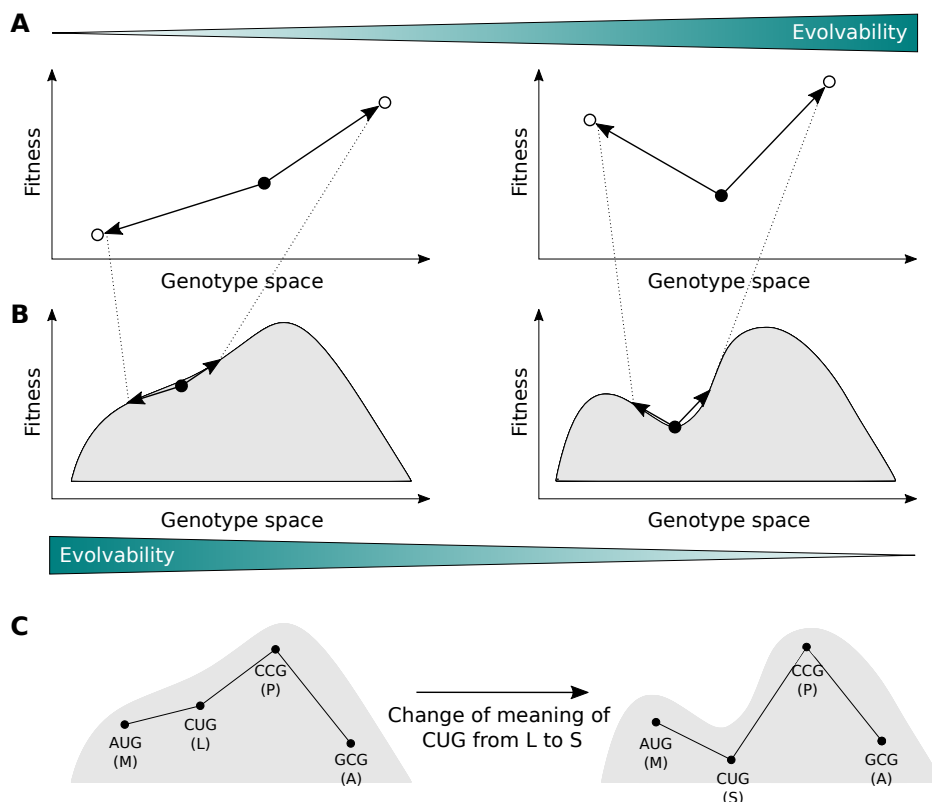 A
Evolvability
Fitness
Fitness
Genotype space
Genotype space
B
Fitness
Fitness
Genotype space
Genotype space
Evolvability
C
AUG
(M)
CUG
(L)
CCG
(P)
GCG
(A)
Change of meaning of
CUG from L to S
AUG
(M)
CUG
(S)
CCG
(P)
GCG
(A)